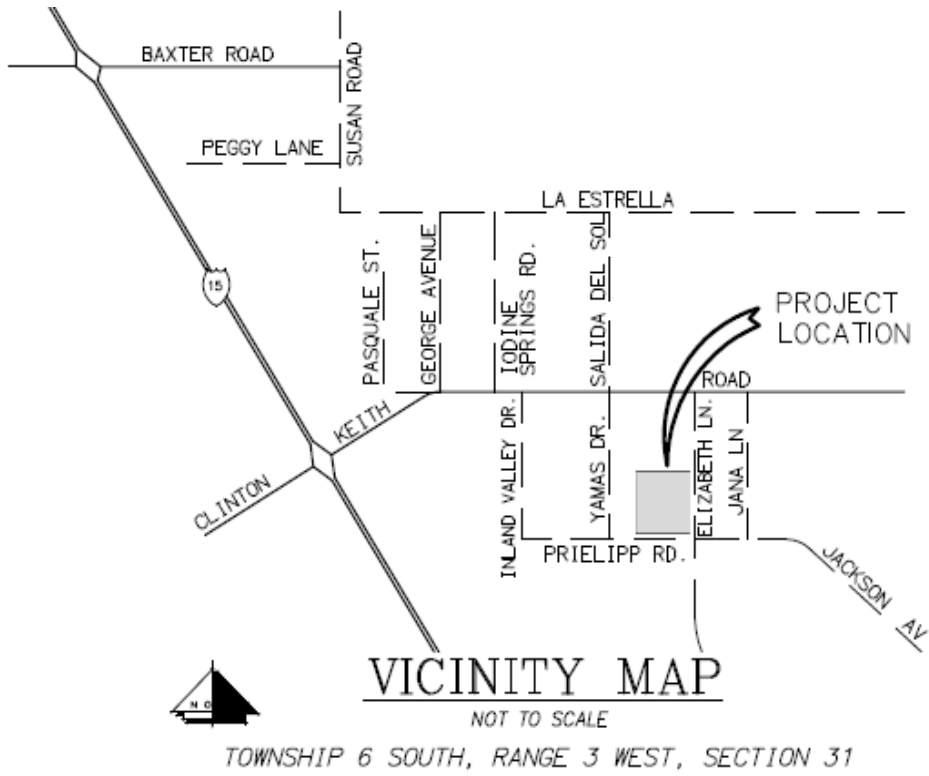 BAXTER ROAD
SUSAN ROAD
PEGGY LANE
LA ESTRELLA
15
PASQUALE ST.
GEORGE AVENUE
IODINE
SPRINGS RD.
SALIDA DEL SOL
PROJECT
LOCATION
CLINTON
KEITH
ROAD
INLAND VALLEY DR.
YAMAS DR.
ELIZABETH LN.
JANA LN
PRIELIPP RD.
JACKSON AV
VICINITY MAP
NOT TO SCALE
TOWNSHIP 6 SOUTH, RANGE 3 WEST, SECTION 31